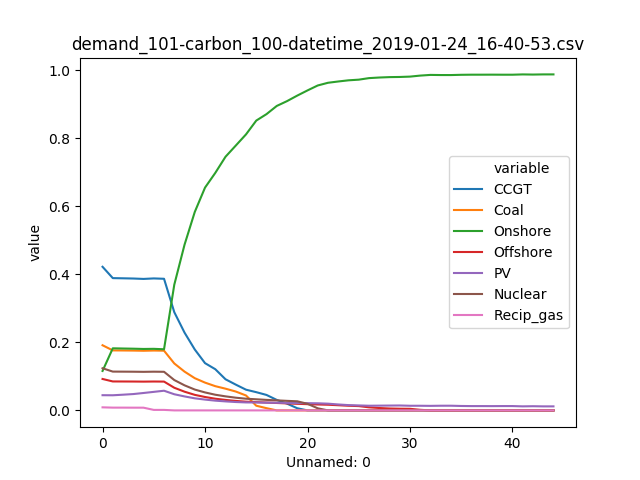 demand_101-carbon_100-datetime_2019-01-24_16-40-53.csv
1.0
0.8
0.6
0.4
0.2
0.0
value
variable
CCGT
Coal
Onshore
Offshore
PV
Nuclear
Recip_gas
0 10 20 30 40
Unnamed: 0